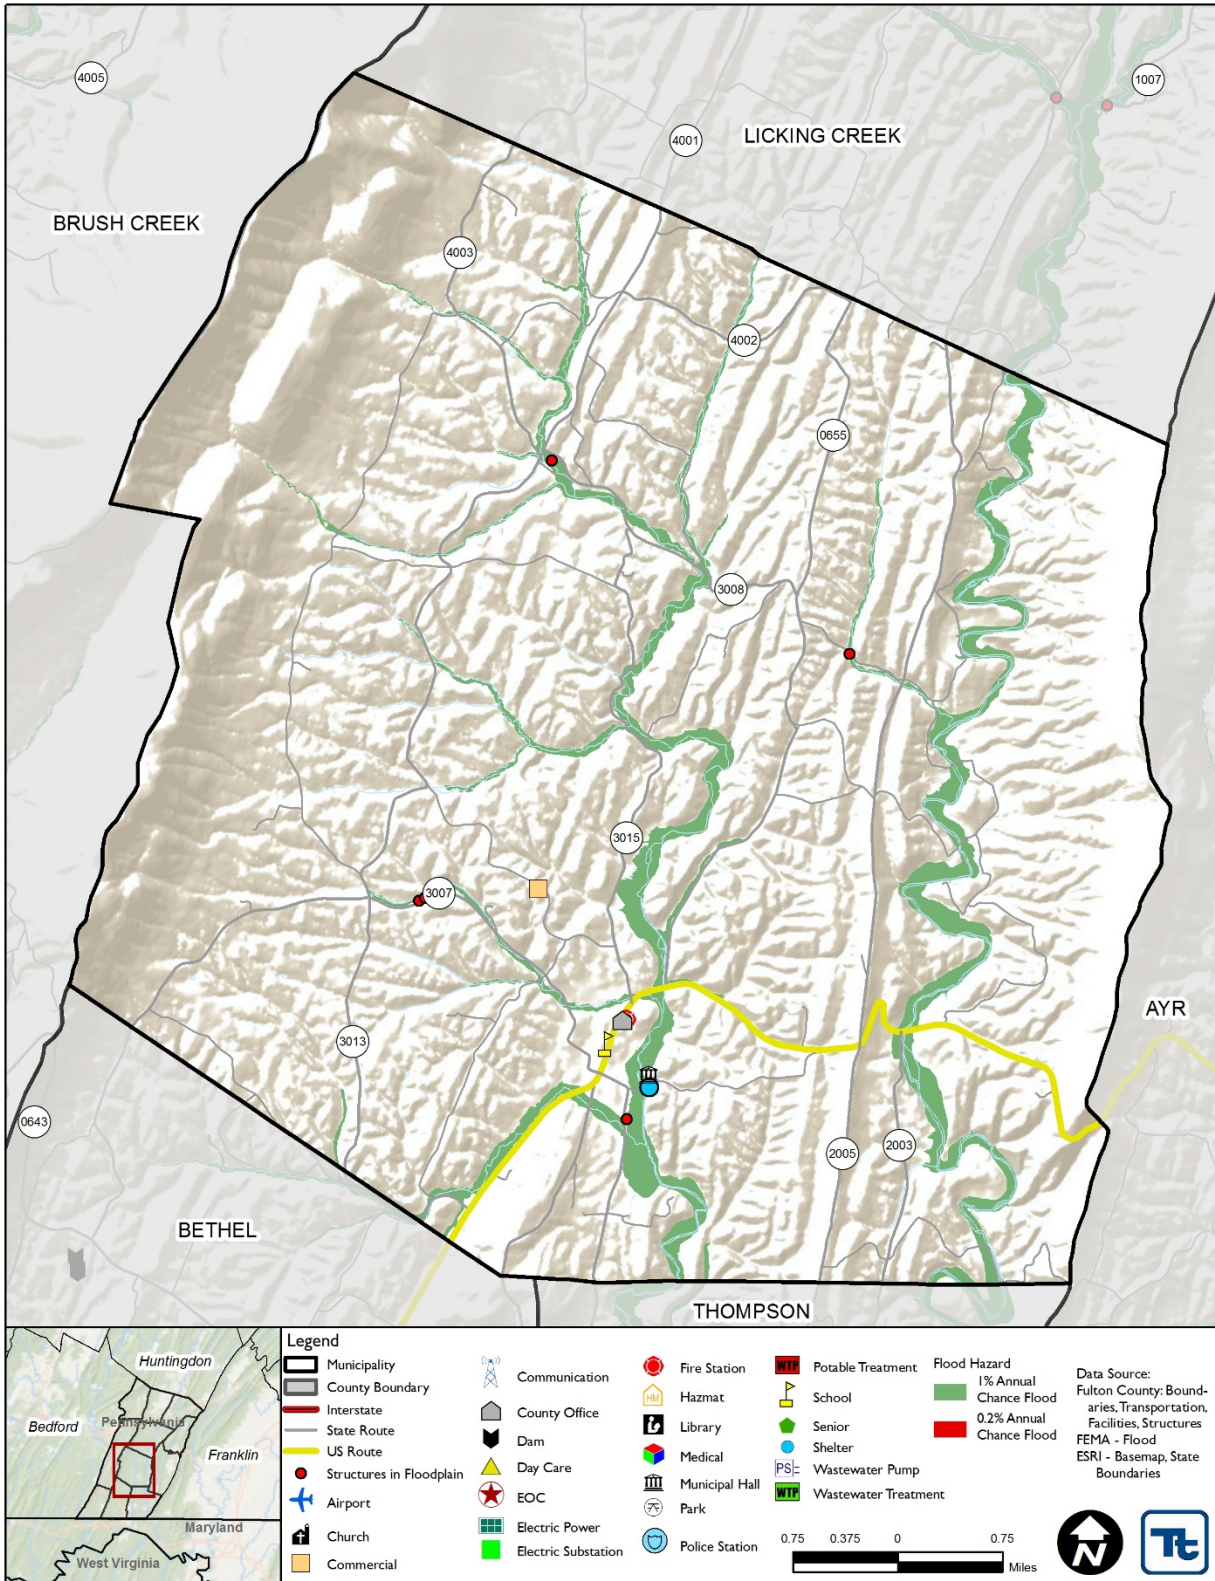 4005
1007
4001
LICKING CREEK
BRUSH CREEK
4003
4002
0655
3008
3015
3007
AYR
3013
0643
2005
2003
BETHEL
THOMPSON
Huntingdon
Pennsylvania
Bedford
Franklin
Maryland
West Virginia
Legend
Municipality
County Boundary
Interstate
State Route
US Route
Structures in Floodplain
Airport
Church
Commercial
Communication
County Office
Dam
Day Care
EOC
Electric Power
Electric Substation
Fire Station
HM Hazmat
Library
Medical
Municipal Hall
Park
Police Station
WTP Potable Treatment
School
Senior
Shelter
PS Wastewater Pump
WTP Wastewater Treatment
Flood Hazard
1% Annual
Chance Flood
0.2% Annual
Chance Flood
Data Source:
Fulton County: Bound-
aries, Transportation,
Facilities, Structures
FEMA - Flood
ESRI - Basemap, State
Boundaries
0.75 0.375 0 0.75
Miles
N
Tt